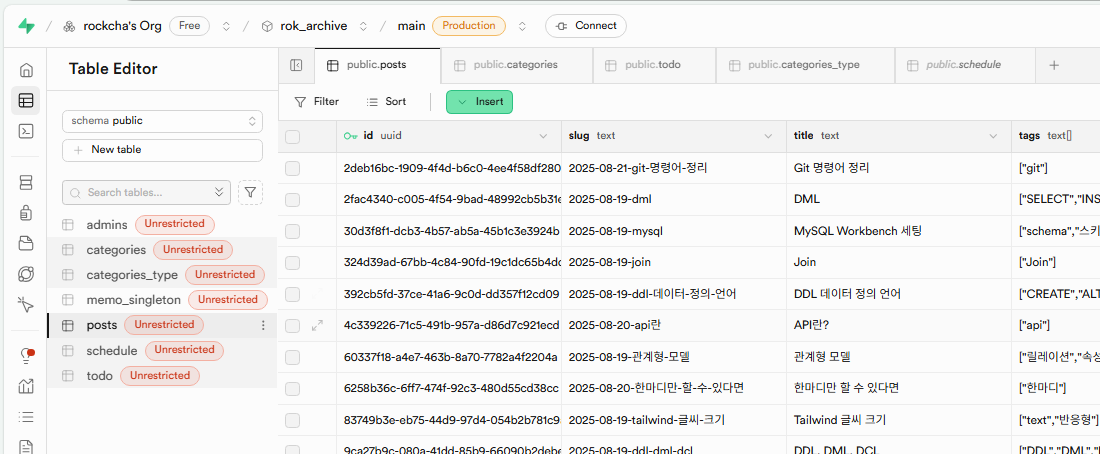 rockcha's Org Free / rok_archive / main Production Connect
Table Editor
schema public
New table
Search tables...
admins Unrestricted
categories Unrestricted
categories_type Unrestricted
memo_singleton Unrestricted
posts Unrestricted
schedule Unrestricted
todo Unrestricted
public.posts public.categories public.todo public.categories_type public.schedule
Filter Sort Insert
id uuid slug text title text tags text[]
2deb16bc-1909-4f4d-b6c0-4ee4f58df280 2025-08-21-git-명령어-정리 Git 명령어 정리 ["git"]
2fac4340-c005-4f54-9bad-48992cb5b31e 2025-08-19-dml DML ["SELECT","INS
30d3f8f1-dcb3-4b57-ab5a-45b1c3e3924b 2025-08-19-mysql MySQL Workbench 세팅 ["schema","스키
324d39ad-67bb-4c84-90fd-19c1dc65b4dc 2025-08-19-join Join ["Join"]
392cb5fd-37ce-41a6-9c0d-dd357f12cd09 2025-08-19-ddl-데이터-정의-언어 DDL 데이터 정의 언어 ["CREATE","ALT
4c339226-71c5-491b-957a-d86d7c921ecd 2025-08-20-api란 API란? ["api"]
60337f18-a4e7-463b-8a70-7782a4f2204a 2025-08-19-관계형-모델 관계형 모델 ["릴레이션","속성
6258b36c-6ff7-474f-92c3-480d55cd38cc 2025-08-20-한마디만-할-수-있다면 한마디만 할 수 있다면 ["한마디"]
83749b3e-eb75-44d9-97d4-054b2b781c9 2025-08-19-tailwind-글씨-크기 Tailwind 글씨 크기 ["text","반응형"]
9ca27b9c-080a-41dd-85b9-66090b2debe 2025-08-19-ddl-dml-dcl DDL, DML, DCL ["DDL","DML","